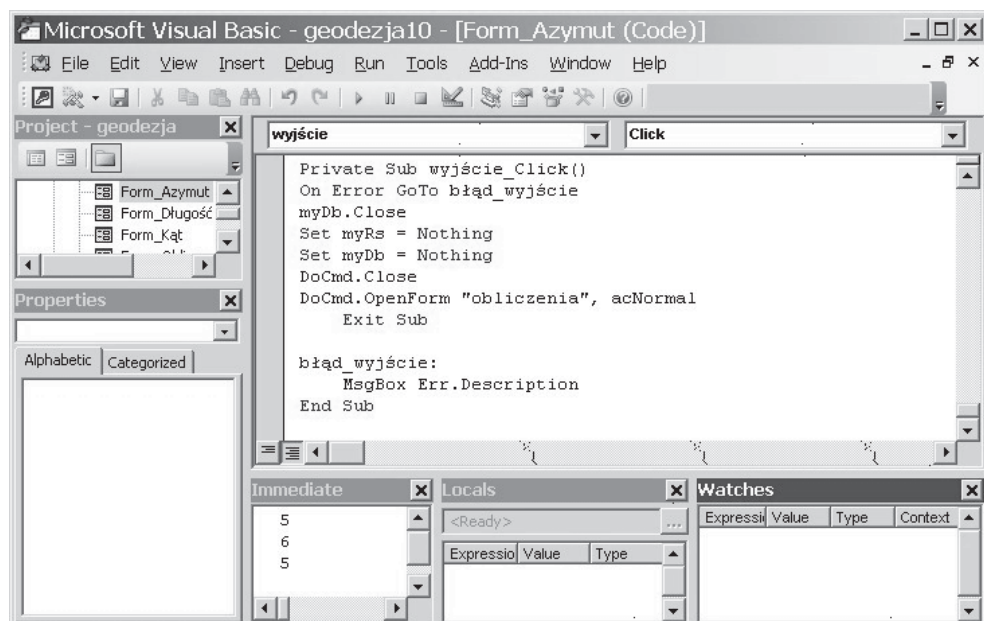 Microsoft Visual Basic - geodezja10 - [Form_Azymut (Code)]
File Edit View Insert Debug Run Tools Add-Ins Window Help
Project - geodezja
Form_Azymut
Form_Długość
Form_Kąt
Properties
Alphabetic Categorized
wyjście Click
Private Sub wyjście_Click()
On Error GoTo błąd_wyjście
myDb.Close
Set myRs = Nothing
Set myDb = Nothing
DoCmd.Close
DoCmd.OpenForm "obliczenia", acNormal
Exit Sub
błąd_wyjście:
MsgBox Err.Description
End Sub
Immediate
5
6
5
Locals
<Ready>
Expressio Value Type
Watches
Expressi Value Type Context